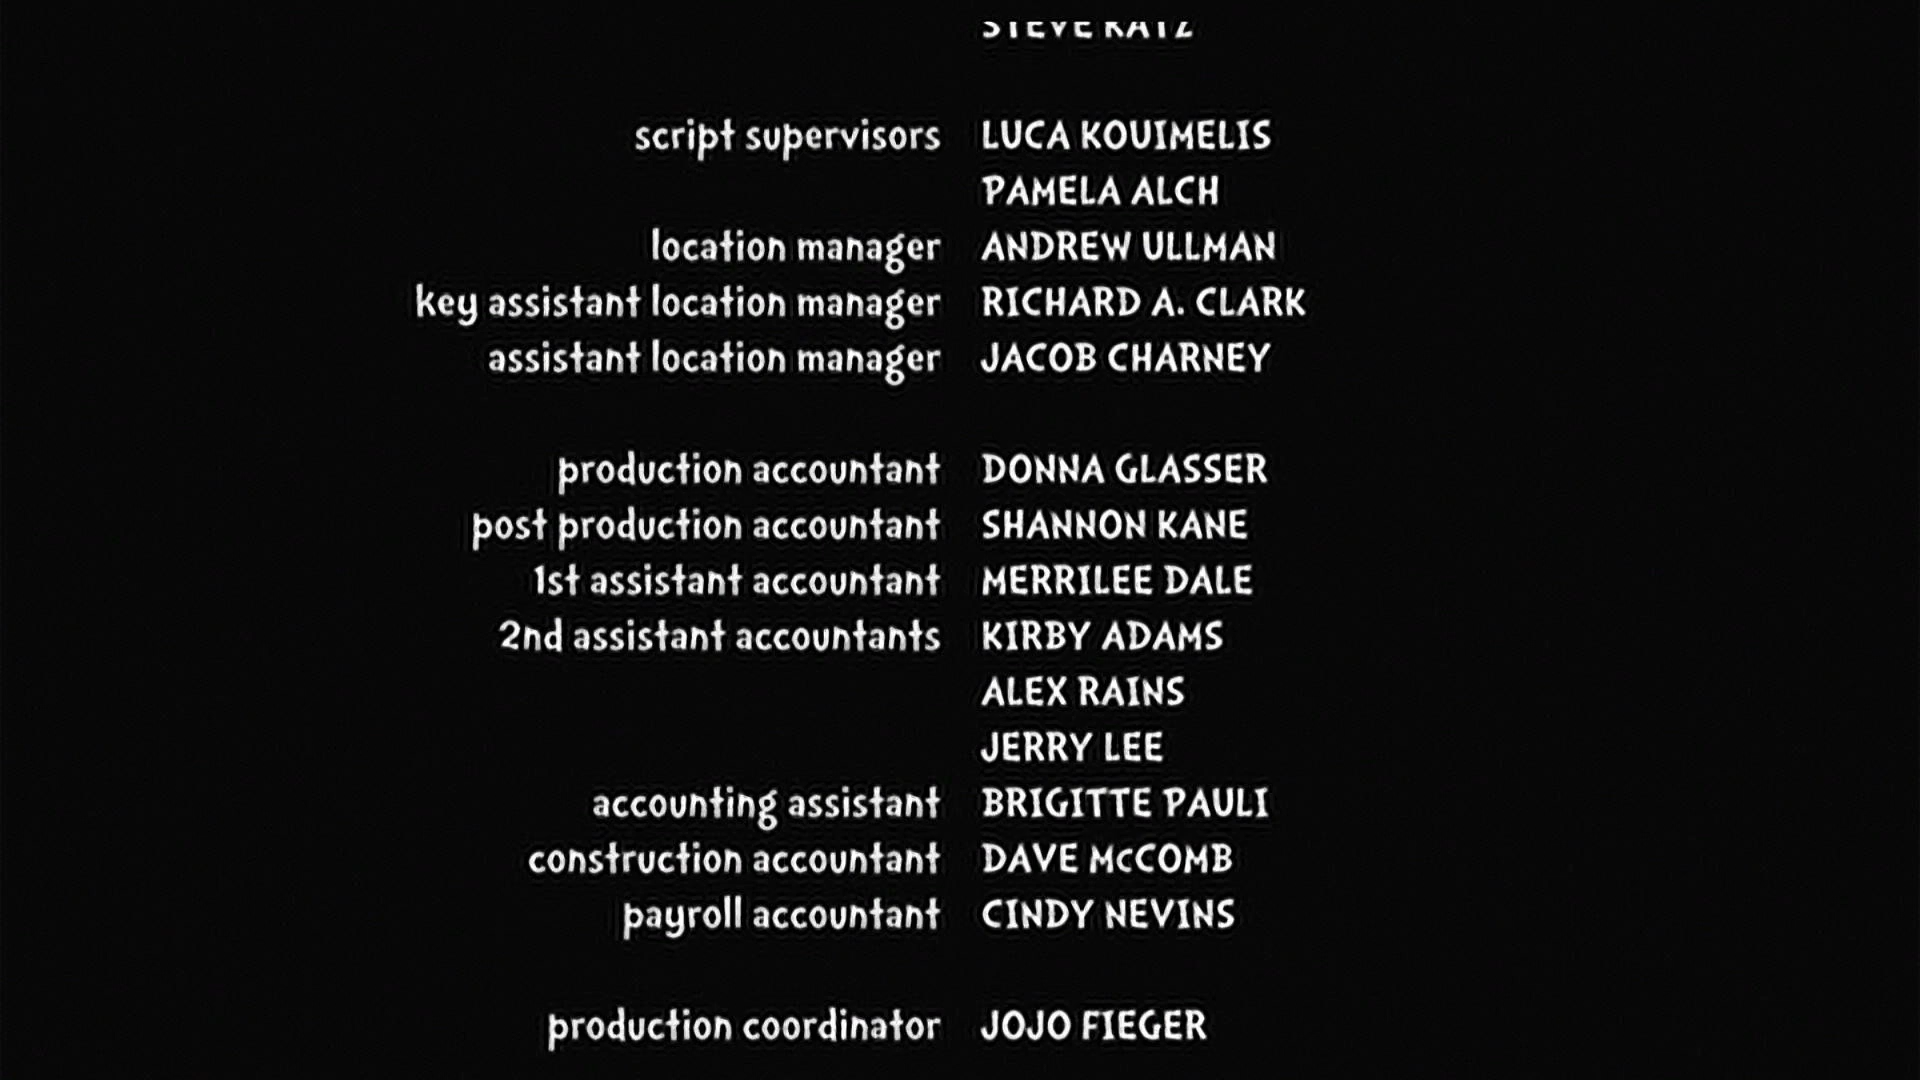 STEVE KATZ
script supervisors LUCA KOUIMELIS
PAMELA ALCH
location manager ANDREW ULLMAN
key assistant location manager RICHARD A. CLARK
assistant location manager JACOB CHARNEY
production accountant DONNA GLASSER
post production accountant SHANNON KANE
1st assistant accountant MERRILEE DALE
2nd assistant accountants KIRBY ADAMS
ALEX RAINS
JERRY LEE
accounting assistant BRIGITTE PAULI
construction accountant DAVE McCOMB
payroll accountant CINDY NEVINS
production coordinator JOJO FIEGER